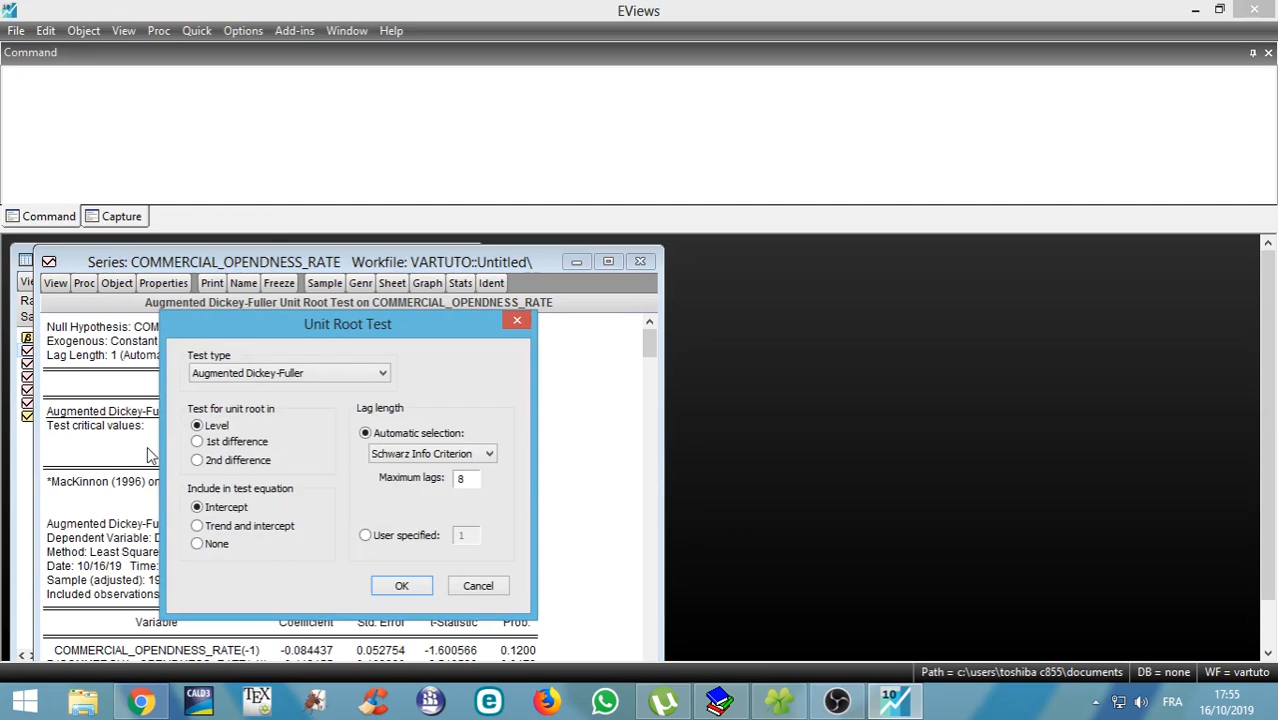 EViews
File Edit Object View Proc Quick Options Add-ins Window Help
Command
Command Capture
Series: COMMERCIAL_OPENDNESS_RATE Workfile: VARTUTO::Untitled\
View Proc Object Properties Print Name Freeze Sample Genr Sheet Graph Stats Ident
Augmented Dickey-Fuller Unit Root Test on COMMERCIAL_OPENDNESS_RATE
Null Hypothesis: COM
Exogenous: Constant
Lag Length: 1 (Automa
Augmented Dickey-Fu
Test critical values:
*MacKinnon (1996) on
Augmented Dickey-Fu
Dependent Variable: D
Method: Least Square
Date: 10/16/19 Time:
Sample (adjusted): 19
Included observations
Unit Root Test
Test type
Augmented Dickey-Fuller
Test for unit root in
Level
1st difference
2nd difference
Include in test equation
Intercept
Trend and intercept
None
Lag length
Automatic selection:
Schwarz Info Criterion
Maximum lags: 8
User specified: 1
OK Cancel
Variable Coefficient Std. Error t-Statistic Prob.
COMMERCIAL_OPENDNESS_RATE(-1) -0.084437 0.052754 -1.600566 0.1200
Path = c:\users\toshiba c855\documents DB = none WF = vartuto
CALD3 TEX 10 FRA 17:55
16/10/2019